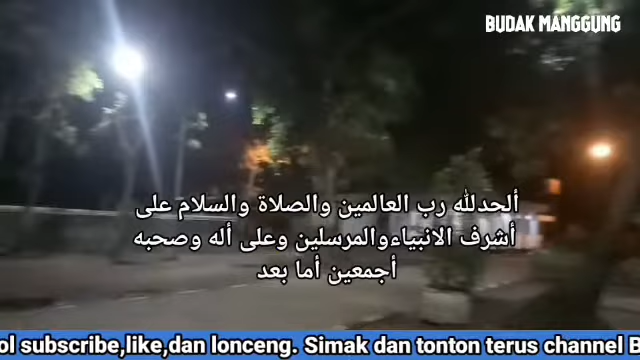 BUDAK MANGGUNG
ألحدلله رب العالمين والصلاة والسلام على
أشرف الانبياءوالمرسلين وعلى أله وصحبه
أجمعين أما بعد
ol subscribe,like,dan lonceng. Simak dan tonton terus channel B